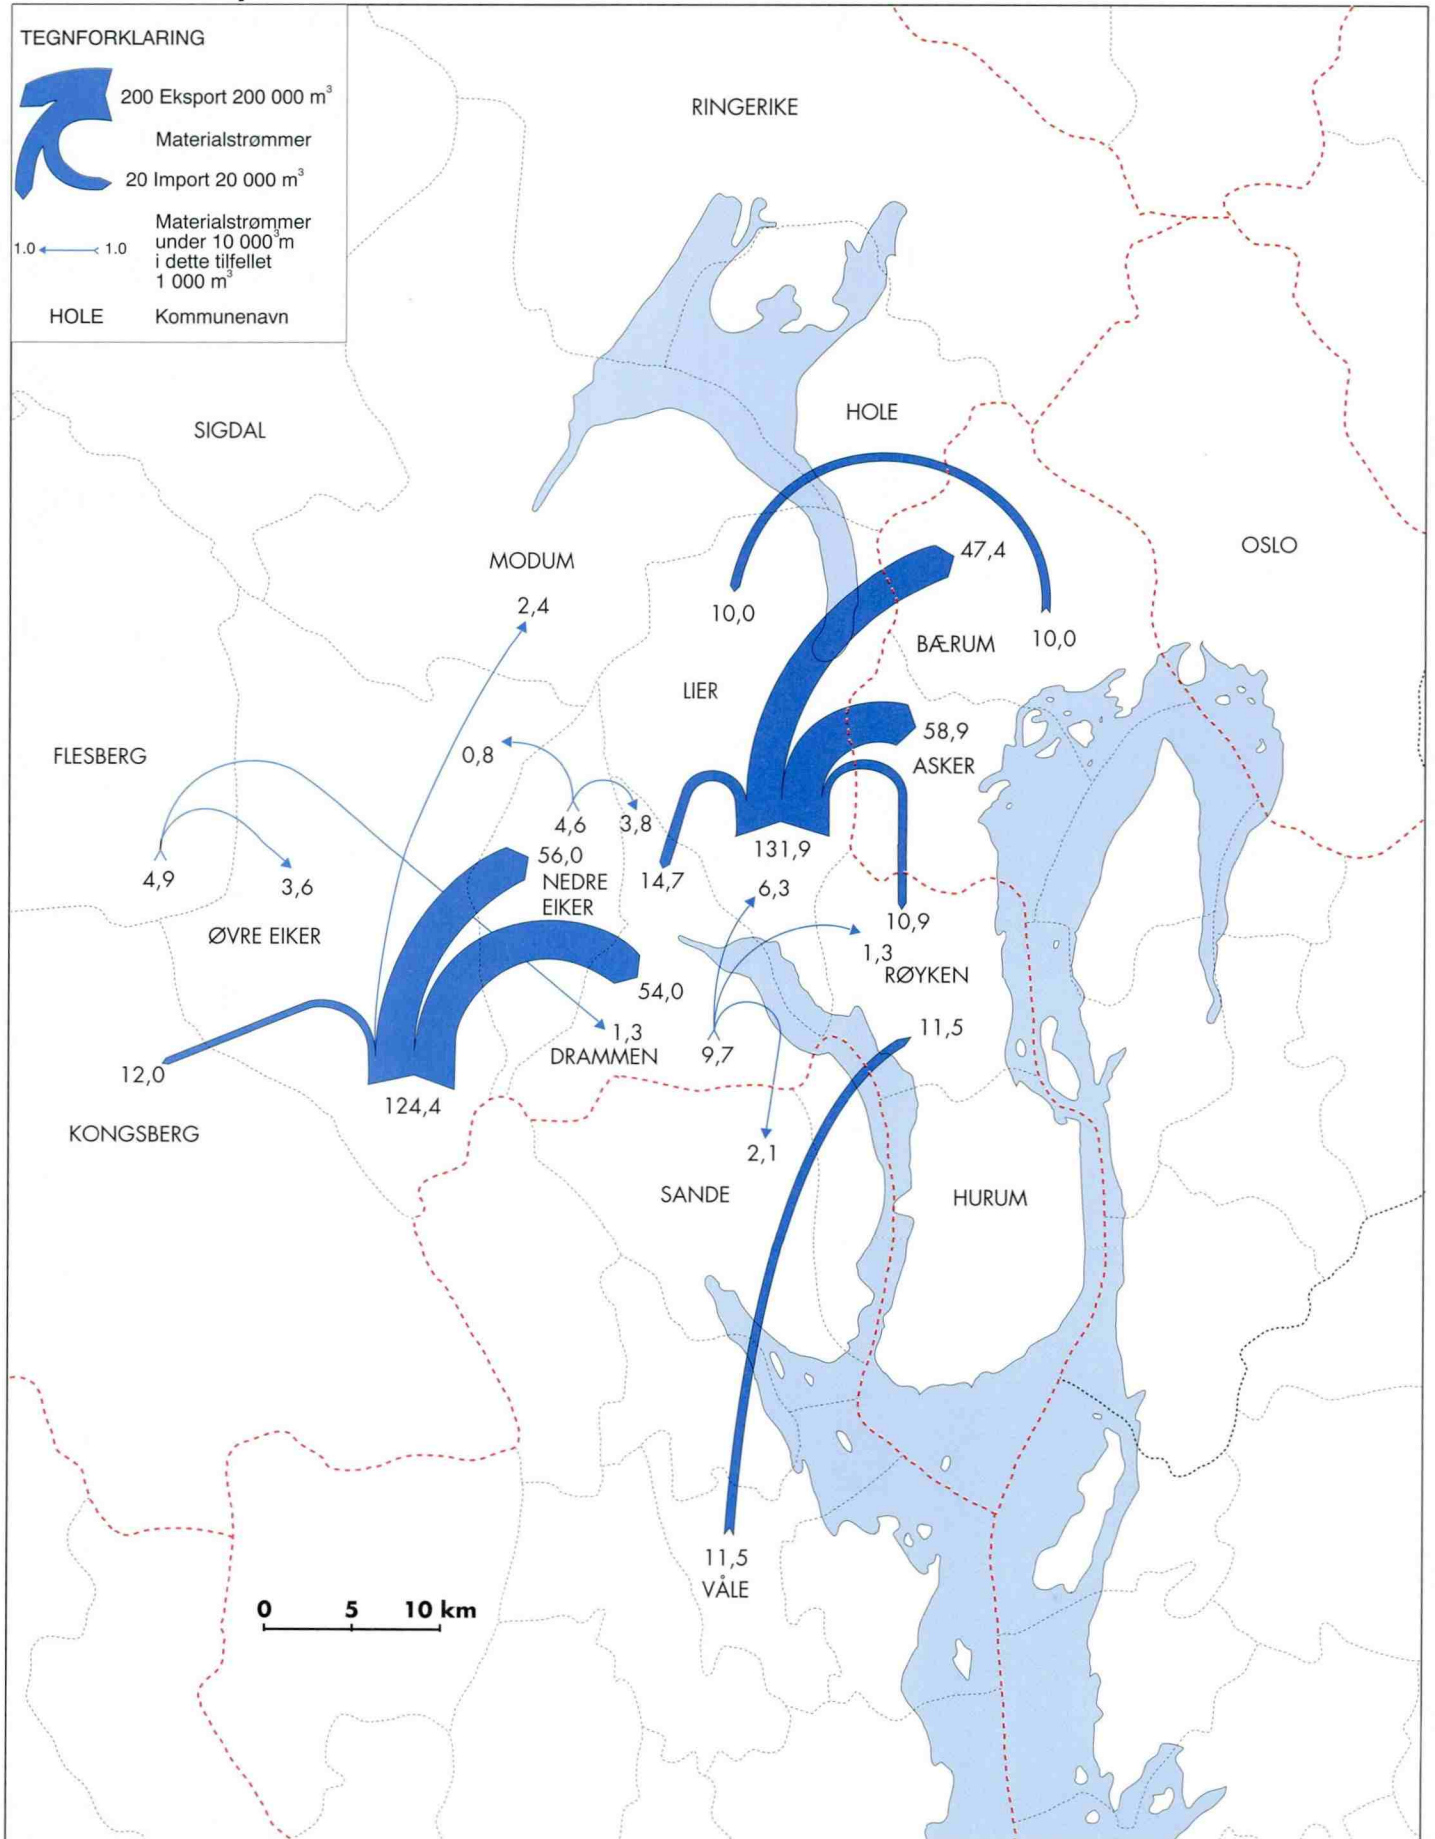 TEGNFORKLARING
200 Eksport 200 000 m³
Materialstrømmer
20 Import 20 000 m³
Materialstrømmer
under 10 000³m
i dette tilfellet
1 000 m³
1.0 1.0
HOLE Kommunenavn
RINGERIKE
HOLE
SIGDAL
OSLO
47,4
MODUM
2,4
10,0
10,0
BÆRUM
LIER
58,9
ASKER
FLESBERG
0,8
4,6
3,8
131,9
56,0
NEDRE
EIKER
14,7
4,9
3,6
6,3
10,9
ØVRE EIKER
1,3
RØYKEN
54,0
11,5
1,3
DRAMMEN
9,7
12,0
124,4
KONGSBERG
2,1
SANDE
HURUM
11,5
VÅLE
0 5 10 km